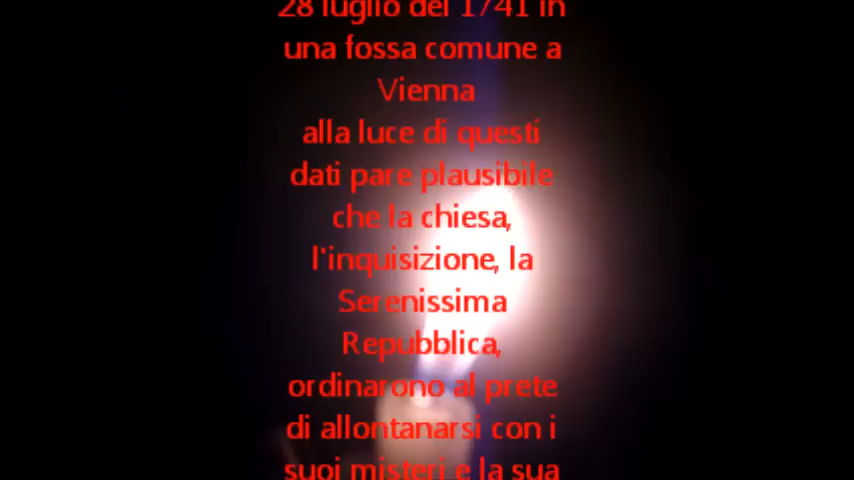 28 luglio del 1741 in
una fossa comune a
Vienna
alla luce di questi
dati pare plausibile
che la chiesa,
l'inquisizione, la
Serenissima
Repubblica,
ordinarono al prete
di allontanarsi con i
suoi misteri e la sua